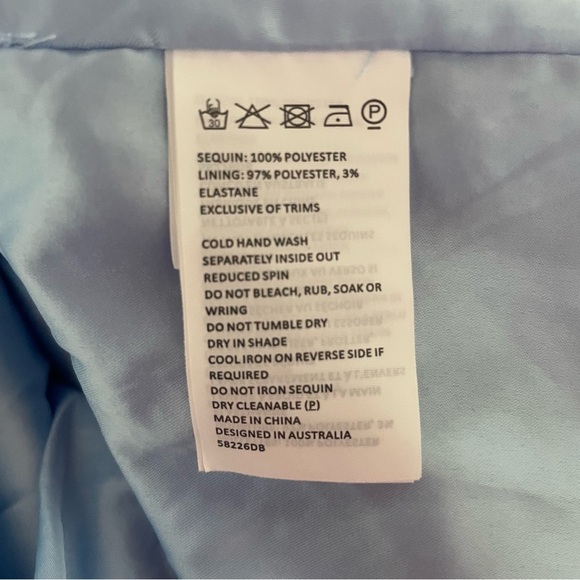 30 P
SEQUIN: 100% POLYESTER
LINING: 97% POLYESTER, 3%
ELASTANE
EXCLUSIVE OF TRIMS
COLD HAND WASH
SEPARATELY INSIDE OUT
REDUCED SPIN
DO NOT BLEACH, RUB, SOAK OR
WRING
DO NOT TUMBLE DRY
DRY IN SHADE
COOL IRON ON REVERSE SIDE IF
REQUIRED
DO NOT IRON SEQUIN
DRY CLEANABLE (P)
MADE IN CHINA
DESIGNED IN AUSTRALIA
58226DB